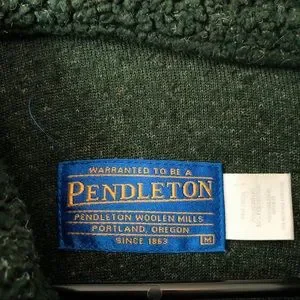 WARRANTED TO BE A
PENDLETON
PENDLETON WOOLEN MILLS
PORTLAND, OREGON
SINCE 1863
M